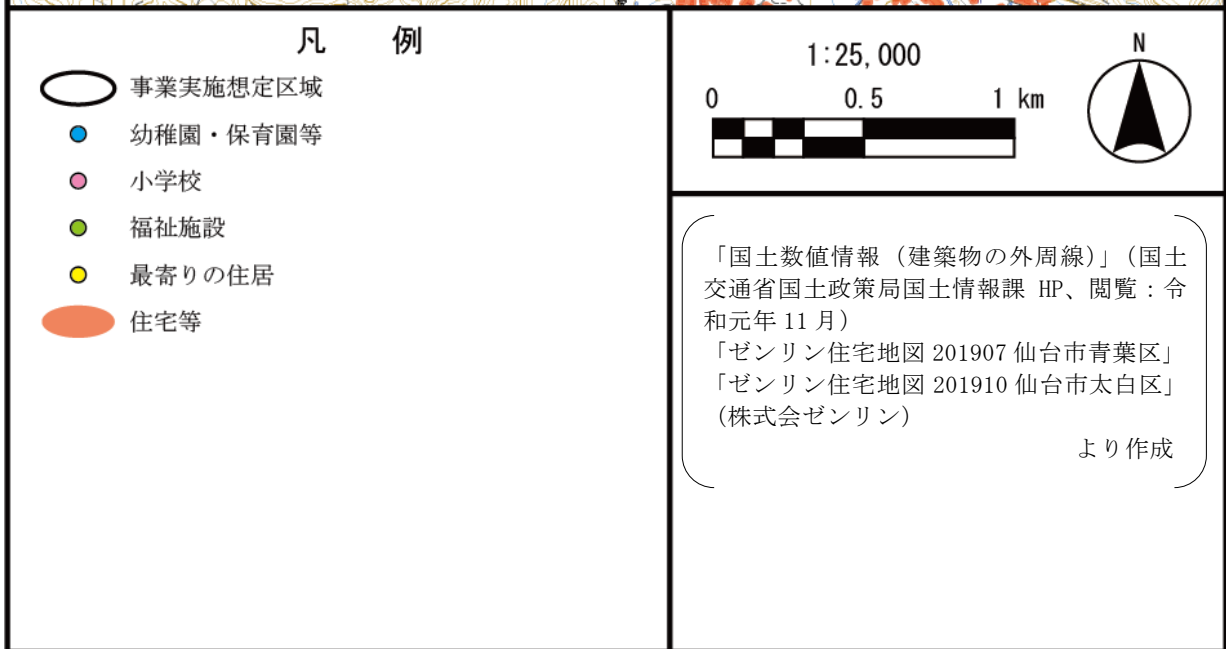 凡　例
事業実施想定区域
幼稚園・保育園等
小学校
福祉施設
最寄りの住居
住宅等
1:25,000
0 0.5 1 km
N
「国土数値情報（建築物の外周線）」（国土
交通省国土政策局国土情報課 HP、閲覧：令
和元年 11 月）
「ゼンリン住宅地図 201907 仙台市青葉区」
「ゼンリン住宅地図 201910 仙台市太白区」
（株式会ゼンリン）
より作成